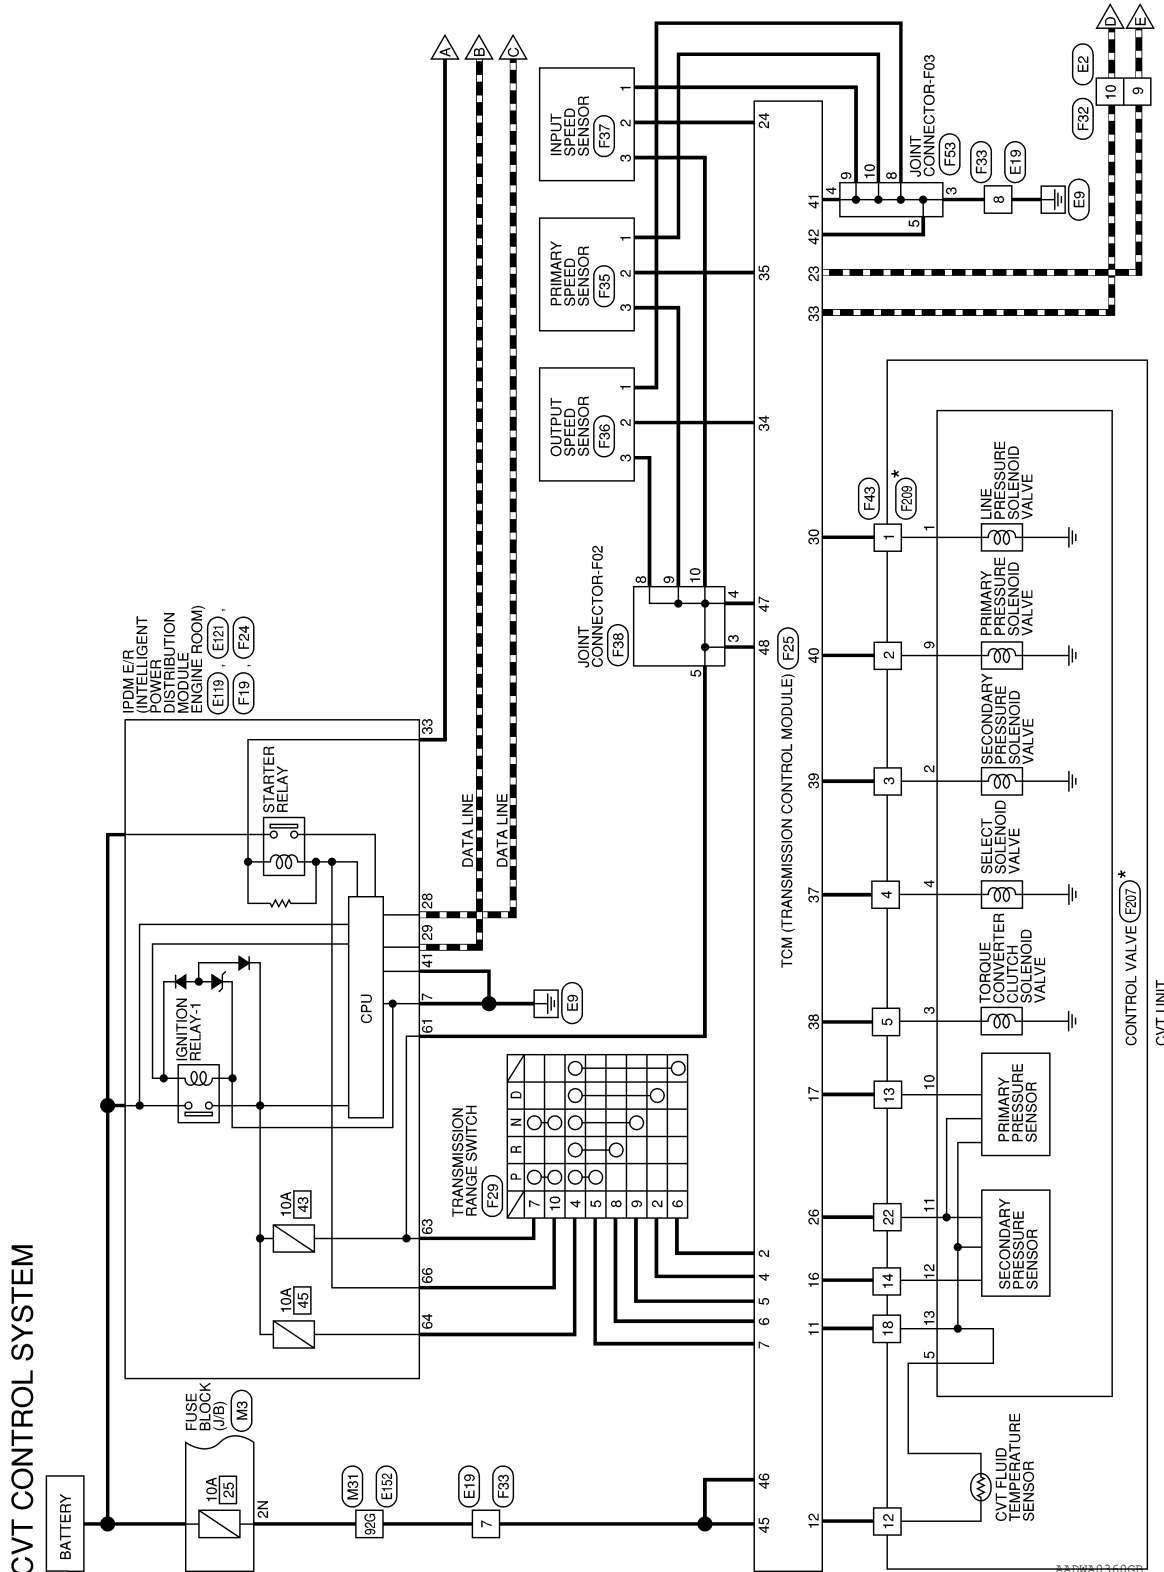 CVT CONTROL SYSTEM
BATTERY
FUSE
BLOCK
(J/B)
M3
10A
25
2N
M31
E152
92G
E19
F33
7
45
46
IPDM E/R
(INTELLIGENT
POWER
DISTRIBUTION
MODULE
ENGINE ROOM)
E119 , E121 ,
F19 , F24
10A
45
10A
43
IGNITION
RELAY-1
STARTER
RELAY
CPU
64
66
63
61
7
41
29
28
33
E9
DATA LINE
DATA LINE
A
B
C
TRANSMISSION
RANGE SWITCH
F29
P
R
N
D
7
10
4
5
8
9
2
6
7
6
5
4
2
JOINT
CONNECTOR-F02
F38
5
8
9
10
3
4
48
47
OUTPUT
SPEED
SENSOR
F36
3
2
1
34
PRIMARY
SPEED
SENSOR
F35
3
2
1
35
INPUT
SPEED
SENSOR
F37
3
2
1
24
TCM (TRANSMISSION CONTROL MODULE)
F25
12
11
16
26
17
38
37
39
40
30
33
23
42
41
4
5
9
10
8
3
JOINT
CONNECTOR-F03
F53
F33
E19
8
E9
F32
E2
10
9
D
E
F43
F209
*
12
18
14
22
13
5
4
3
2
1
5
13
12
11
10
3
4
2
9
1
CVT FLUID
TEMPERATURE
SENSOR
SECONDARY
PRESSURE
SENSOR
PRIMARY
PRESSURE
SENSOR
TORQUE
CONVERTER
CLUTCH
SOLENOID
VALVE
SELECT
SOLENOID
VALVE
SECONDARY
PRESSURE
SOLENOID
VALVE
PRIMARY
PRESSURE
SOLENOID
VALVE
LINE
PRESSURE
SOLENOID
VALVE
CONTROL VALVE F207 *
CVT UNIT
AADWA0360GB